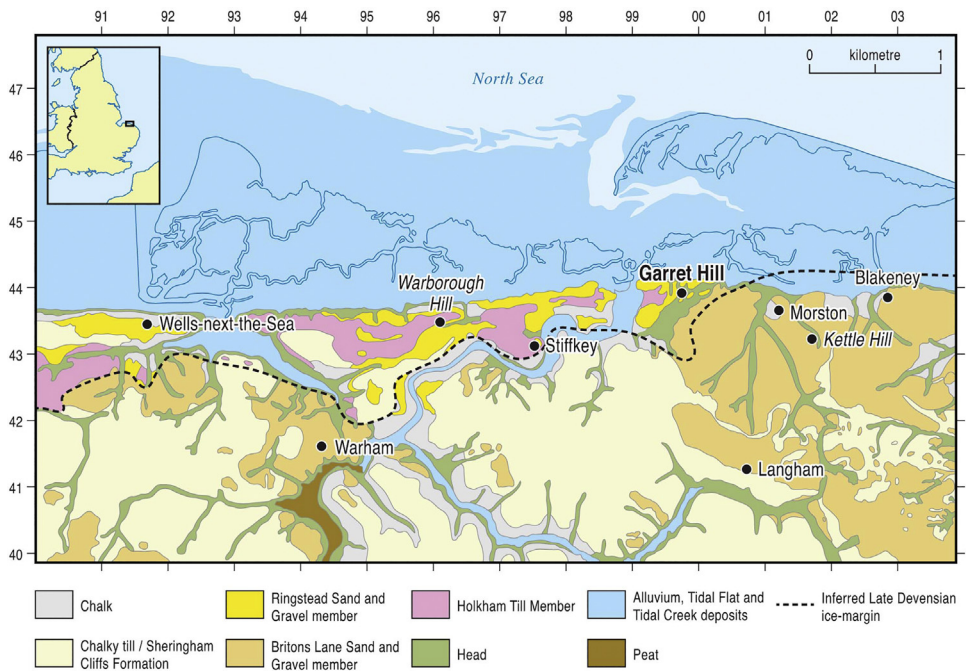 91 92 93 94 95 96 97 98 99 00 01 02 03
0 kilometre 1
North Sea
47
46
45
44
43
42
41
40
Garret Hill
Warborough
Hill
Blakeney
Wells-next-the-Sea
Morston
Stiffkey
Kettle Hill
Warham
Langham
Chalk
Ringstead Sand and
Gravel member
Holkham Till Member
Alluvium, Tidal Flat and
Tidal Creek deposits
Inferred Late Devensian
ice-margin
Chalky till / Sheringham
Cliffs Formation
Britons Lane Sand and
Gravel member
Head
Peat